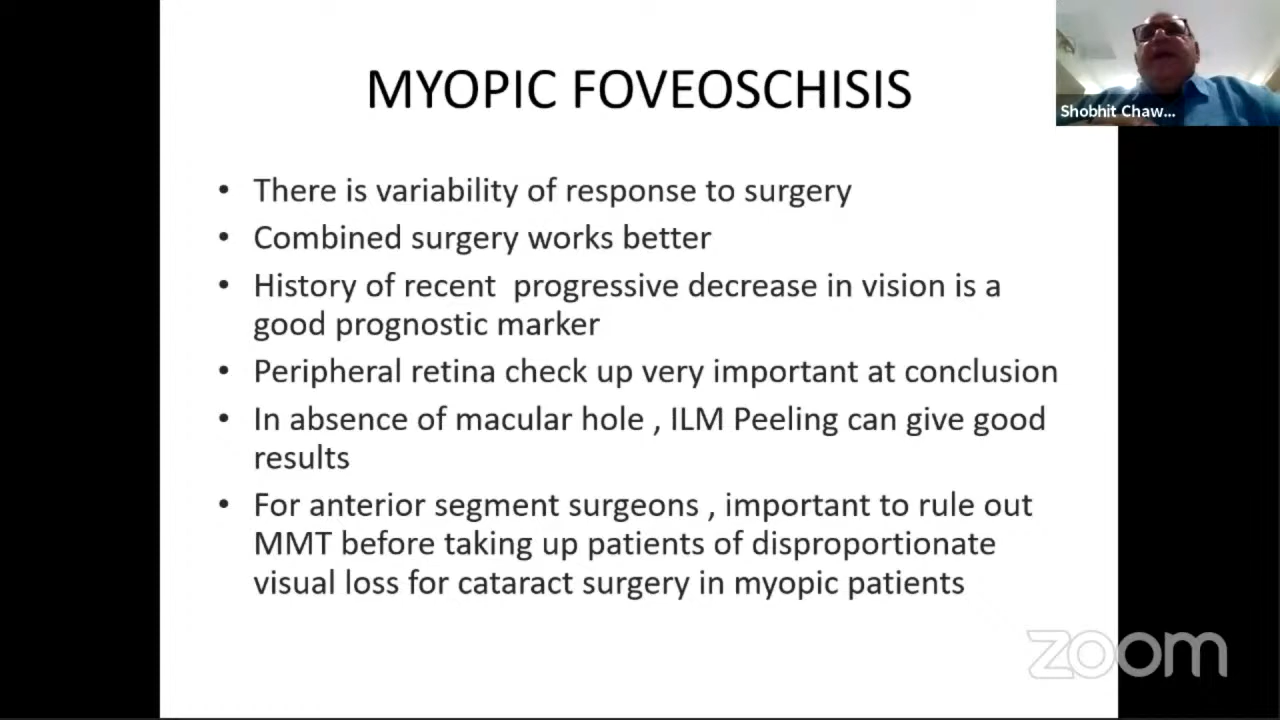 MYOPIC FOVEOSCHISIS
Shobhit Chaw...
• There is variability of response to surgery
• Combined surgery works better
• History of recent  progressive decrease in vision is a
good prognostic marker
• Peripheral retina check up very important at conclusion
• In absence of macular hole , ILM Peeling can give good
results
• For anterior segment surgeons , important to rule out
MMT before taking up patients of disproportionate
visual loss for cataract surgery in myopic patients
zoom